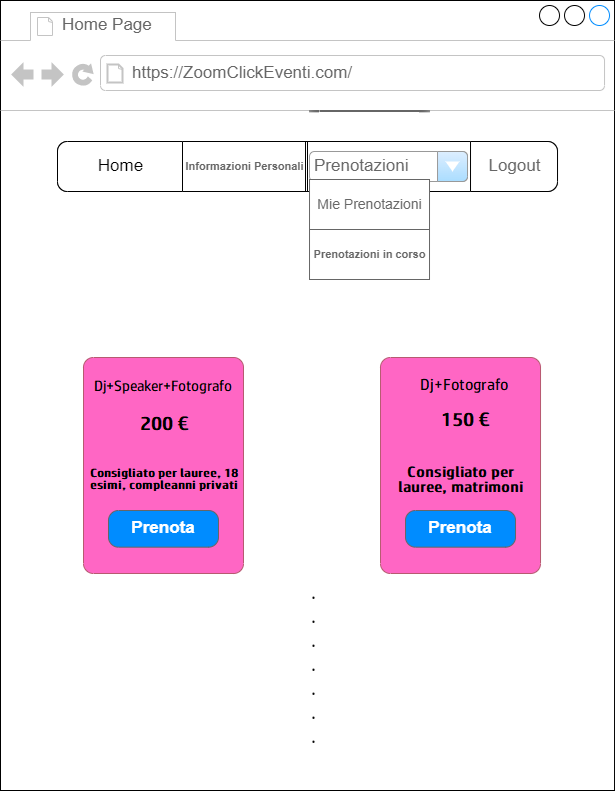 Home Page
https://ZoomClickEventi.com/
Home
Informazioni Personali
Prenotazioni
Logout
Mie Prenotazioni
Prenotazioni in corso
Dj+Speaker+Fotografo
200 €
Consigliato per lauree, 18
esimi, compleanni privati
Prenota
Dj+Fotografo
150 €
Consigliato per
lauree, matrimoni
Prenota
.
.
.
.
.
.
.